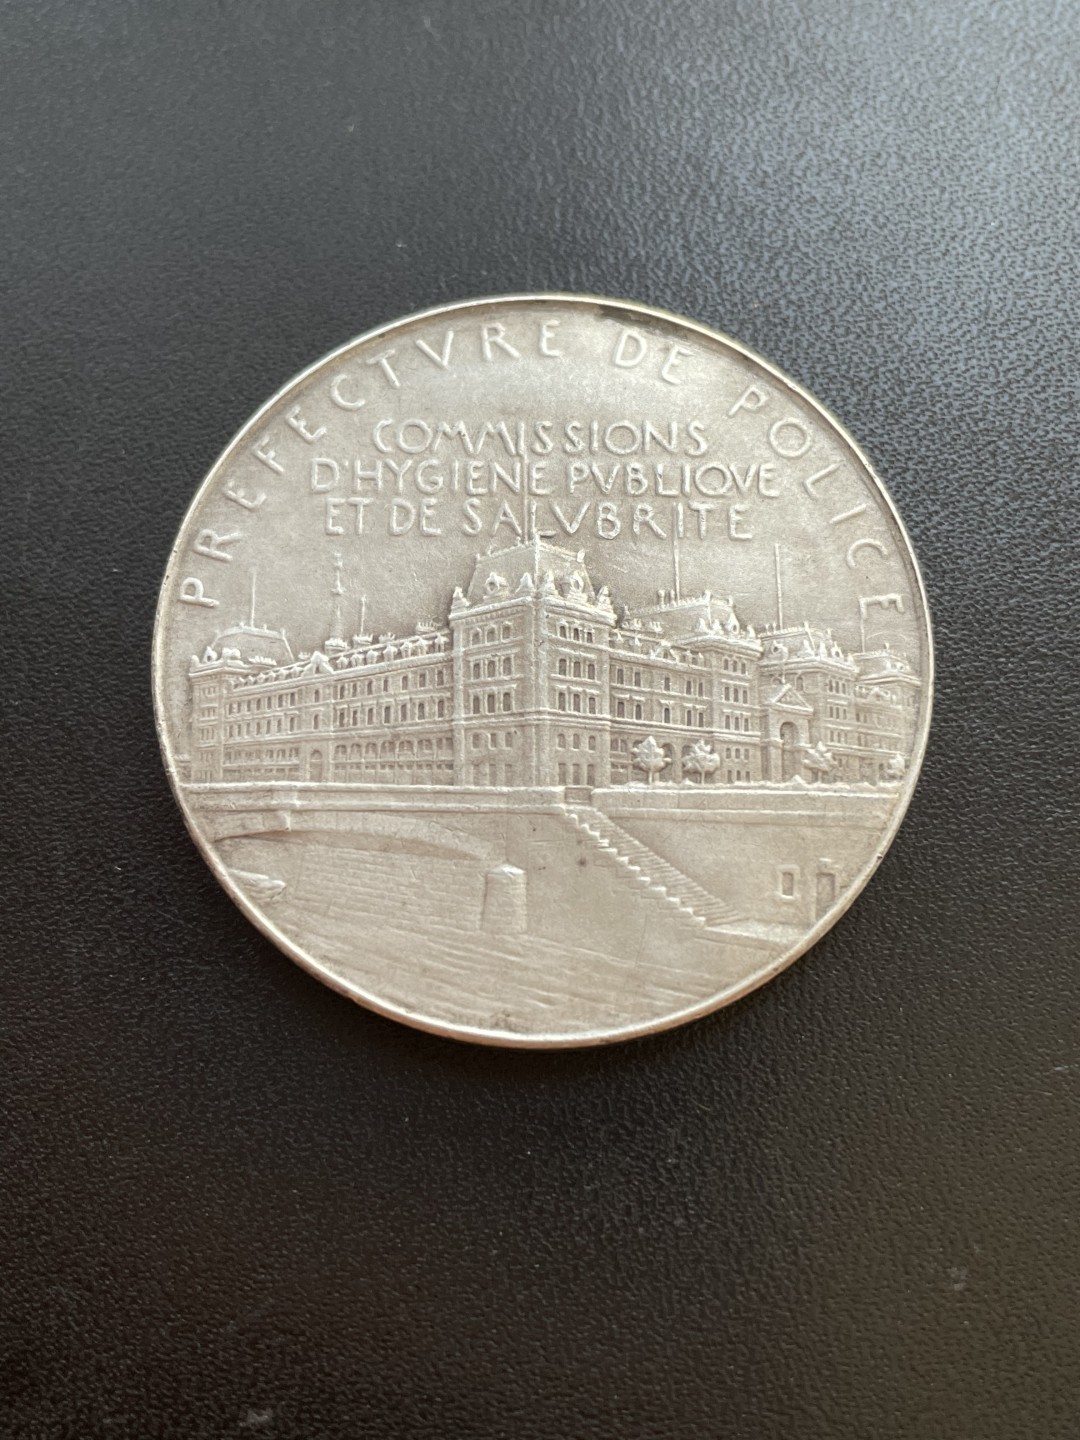 PREFECTVRE DE POLICE
COMMISSIONS
D'HYGIENE PVBLIQVE
ET DE SALVBRITE